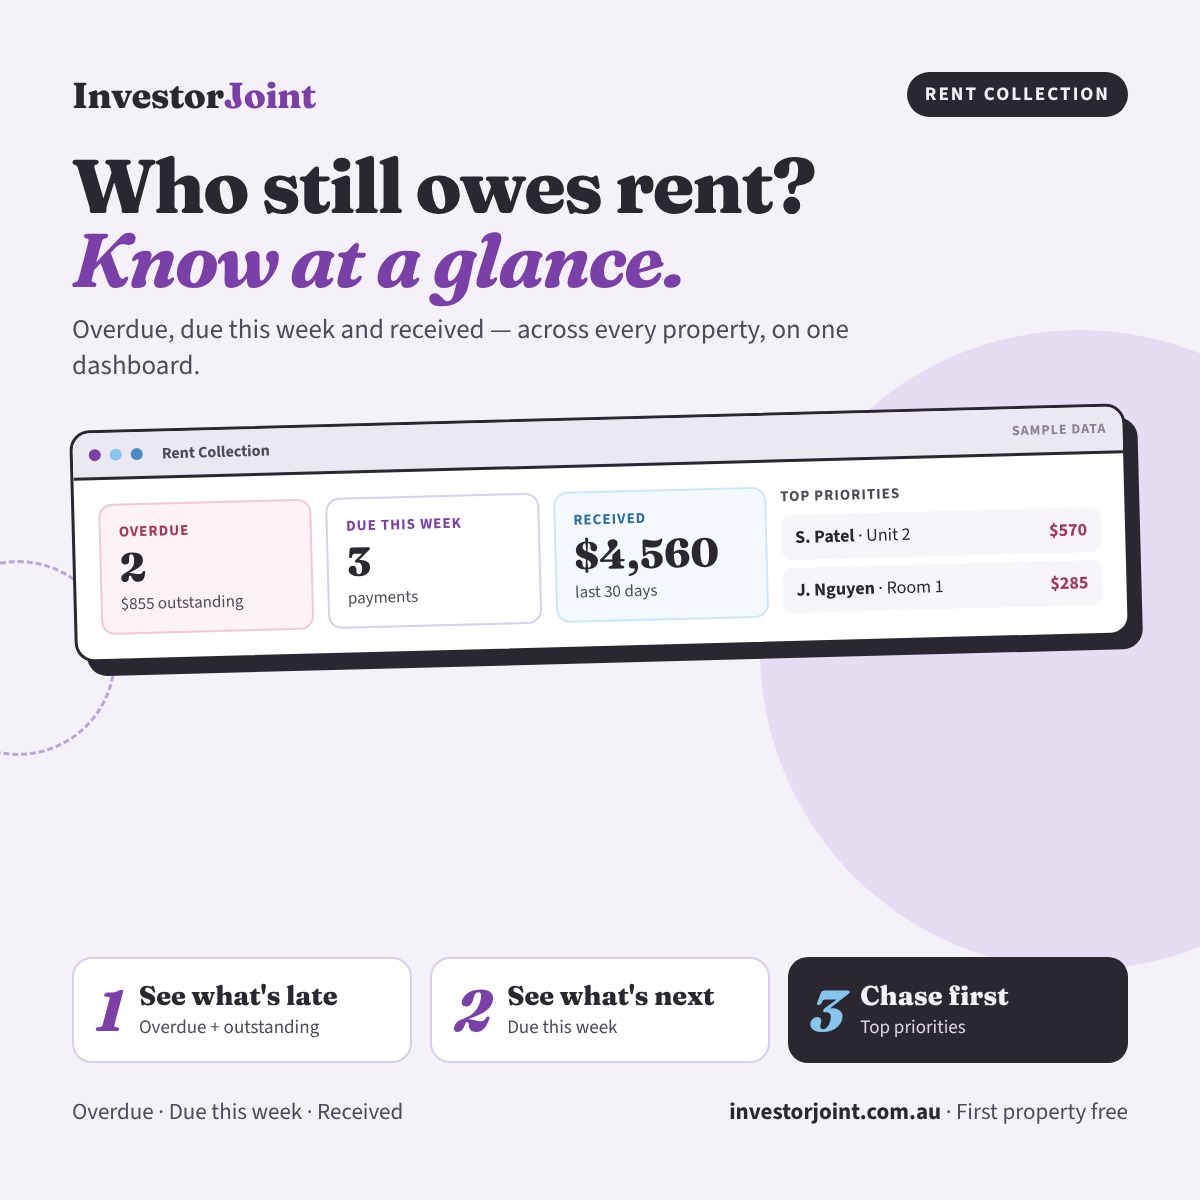 InvestorJoint
RENT COLLECTION
Who still owes rent?
Know at a glance.
Overdue, due this week and received — across every property, on one
dashboard.
Rent Collection
SAMPLE DATA
OVERDUE
2
$855 outstanding
DUE THIS WEEK
3
payments
RECEIVED
$4,560
last 30 days
TOP PRIORITIES
S. Patel · Unit 2 $570
J. Nguyen · Room 1 $285
1 See what's late
Overdue + outstanding
2 See what's next
Due this week
3 Chase first
Top priorities
Overdue · Due this week · Received
investorjoint.com.au · First property free